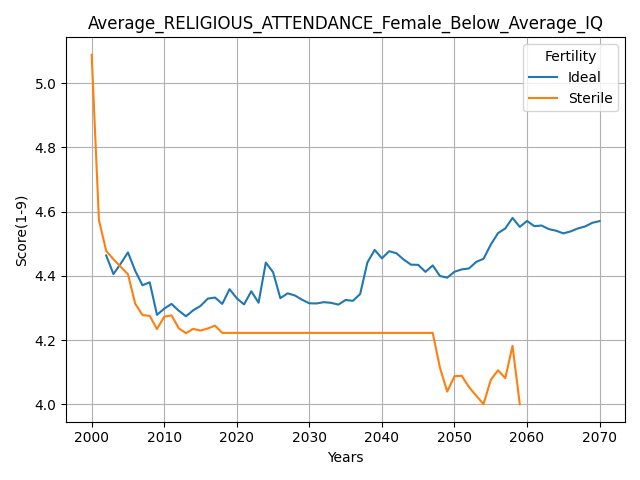 Average_RELIGIOUS_ATTENDANCE_Female_Below_Average_IQ
Fertility
Ideal
Sterile
Score(1-9)
5.0
4.8
4.6
4.4
4.2
4.0
2000 2010 2020 2030 2040 2050 2060 2070
Years